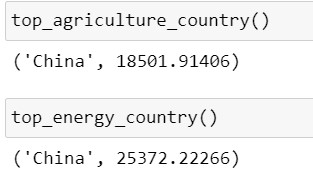 top_agriculture_country()
('China', 18501.91406)
top_energy_country()
('China', 25372.22266)